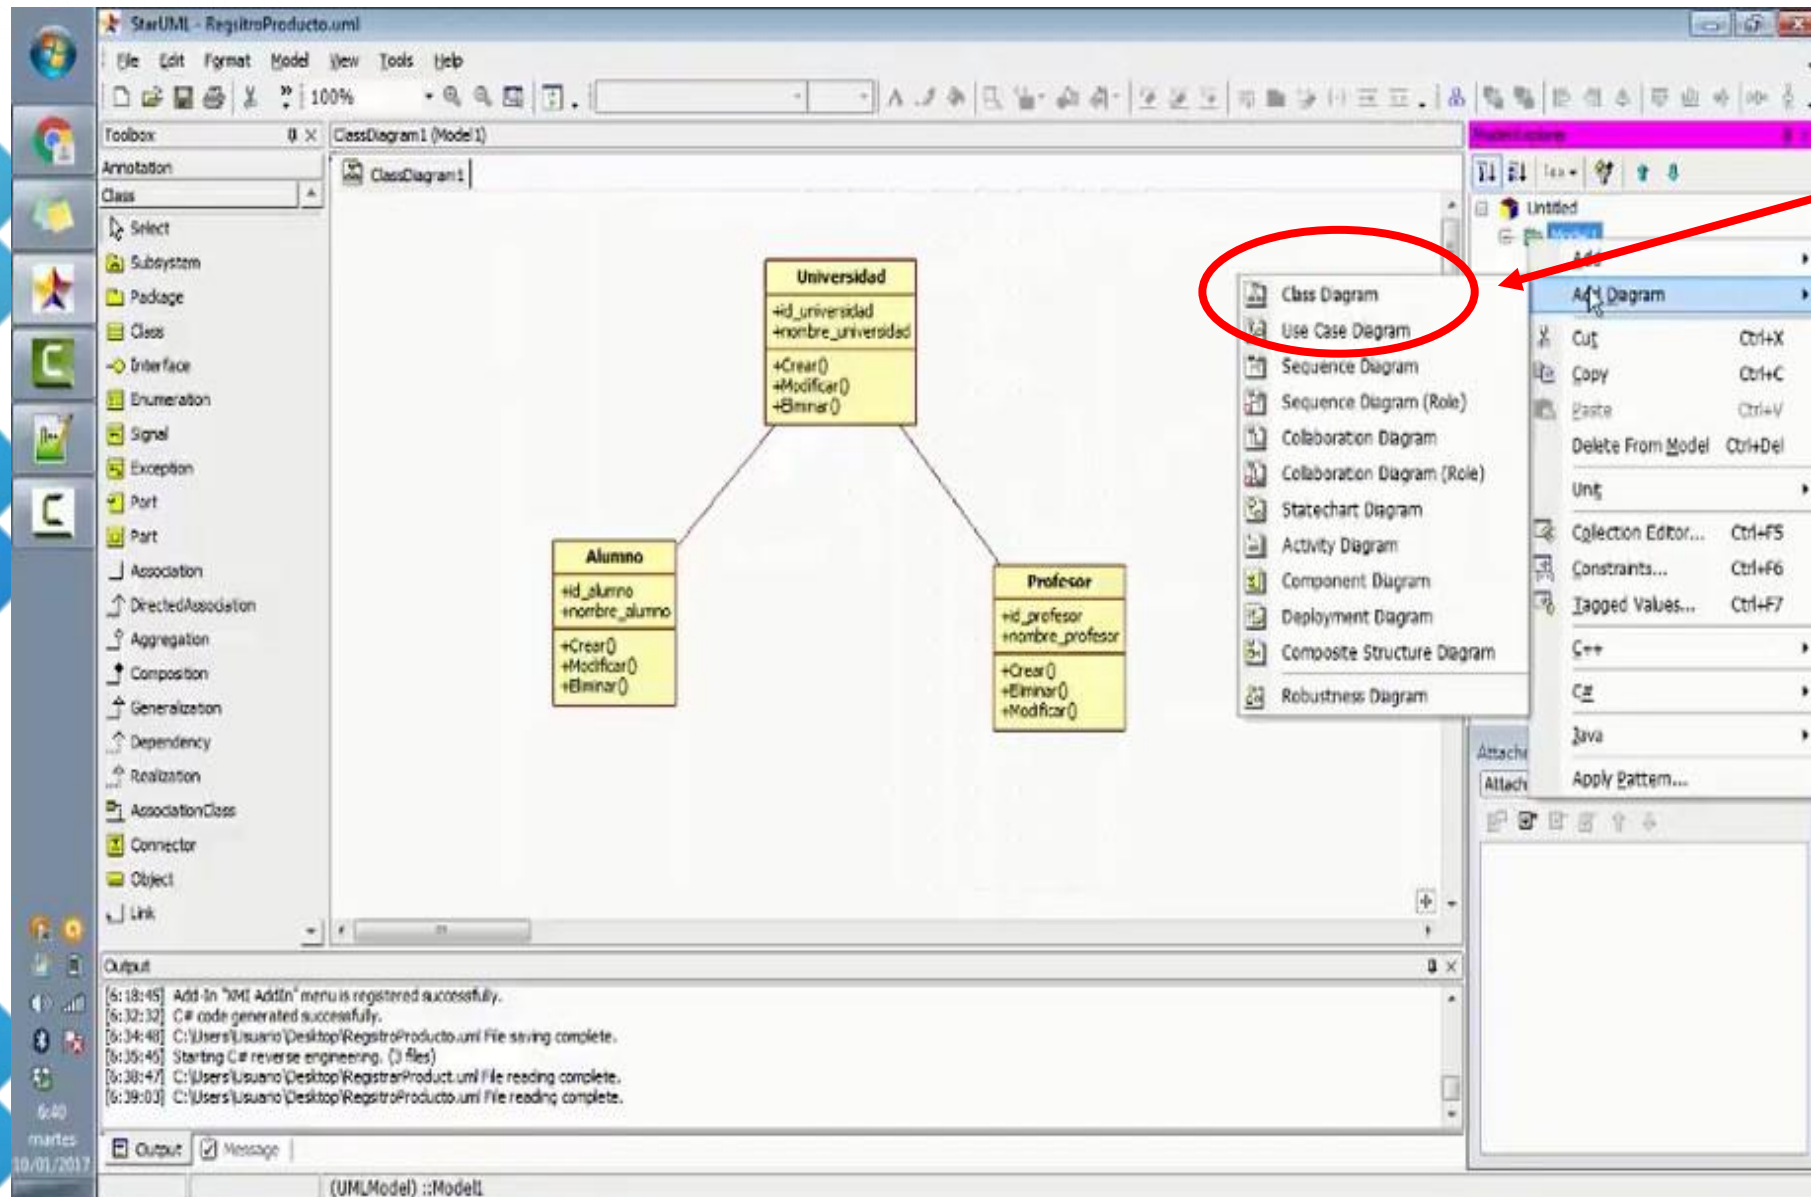 StarUML - RegsitroProducto.uml
File Edit Format Model View Tools Help
100%
Toolbox
ClassDiagram1 (Model1)
Annotation
Class
Select
Subsystem
Package
Class
Interface
Enumeration
Signal
Exception
Port
Part
Association
DirectedAssociation
Aggregation
Composition
Generalization
Dependency
Realization
AssociationClass
Connector
Object
Link
ClassDiagram1
Universidad
+id_universidad
+nombre_universidad
+Crear()
+Modificar()
+Eliminar()
Alumno
+id_alumno
+nombre_alumno
+Crear()
+Modificar()
+Eliminar()
Profesor
+id_profesor
+nombre_profesor
+Crear()
+Eliminar()
+Modificar()
Class Diagram
Use Case Diagram
Sequence Diagram
Sequence Diagram (Role)
Collaboration Diagram
Collaboration Diagram (Role)
Statechart Diagram
Activity Diagram
Component Diagram
Deployment Diagram
Composite Structure Diagram
Robustness Diagram
Untitled
Model1
Add
Add Diagram
Cut Ctrl+X
Copy Ctrl+C
Paste Ctrl+V
Delete From Model Ctrl+Del
Unit
Collection Editor... Ctrl+F5
Constraints... Ctrl+F6
Tagged Values... Ctrl+F7
C++
C#
Java
Apply Pattern...
Attach
Output
[6:18:45] Add-In "XMI AddIn" menu is registered successfully.
[6:32:32] C# code generated successfully.
[6:34:48] C:\Users\Usuario\Desktop\RegsitroProducto.uml File saving complete.
[6:35:45] Starting C# reverse engineering. (3 files)
[6:38:47] C:\Users\Usuario\Desktop\RegistrarProduct.uml File reading complete.
[6:39:03] C:\Users\Usuario\Desktop\RegsitroProducto.uml File reading complete.
Output Message
(UMLModel) ::Model1
6:40
martes
10/01/2017